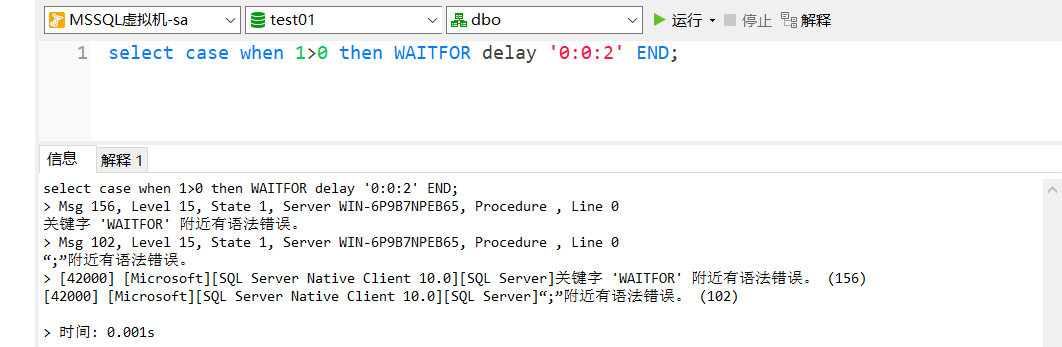 MSSQL虚拟机-sa test01 dbo 运行 停止 解释
1 select case when 1>0 then WAITFOR delay '0:0:2' END;
信息 解释 1
select case when 1>0 then WAITFOR delay '0:0:2' END;
> Msg 156, Level 15, State 1, Server WIN-6P9B7NPEB65, Procedure , Line 0
关键字 'WAITFOR' 附近有语法错误。
> Msg 102, Level 15, State 1, Server WIN-6P9B7NPEB65, Procedure , Line 0
“;”附近有语法错误。
> [42000] [Microsoft][SQL Server Native Client 10.0][SQL Server]关键字 'WAITFOR' 附近有语法错误。 (156)
[42000] [Microsoft][SQL Server Native Client 10.0][SQL Server]“;”附近有语法错误。 (102)
> 时间: 0.001s